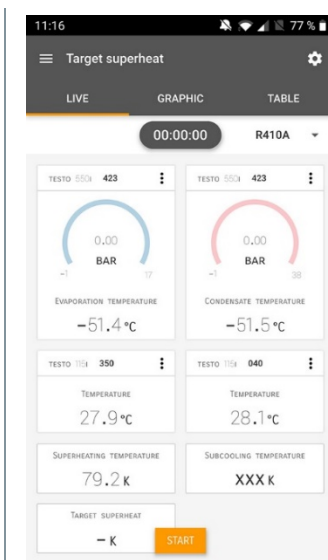 11:16 77 %
Target superheat
LIVE GRAPHIC TABLE
00:00:00 R410A
TESTO 550i 423 TESTO 550i 423
0.00 0.00
BAR BAR
-1 17 -1 38
EVAPORATION TEMPERATURE CONDENSATE TEMPERATURE
-51.4 °C -51.5 °C
TESTO 115i 350 TESTO 115i 040
TEMPERATURE TEMPERATURE
27.9 °C 28.1 °C
SUPERHEATING TEMPERATURE SUBCOOLING TEMPERATURE
79.2 K XXX K
TARGET SUPERHEAT
– K START